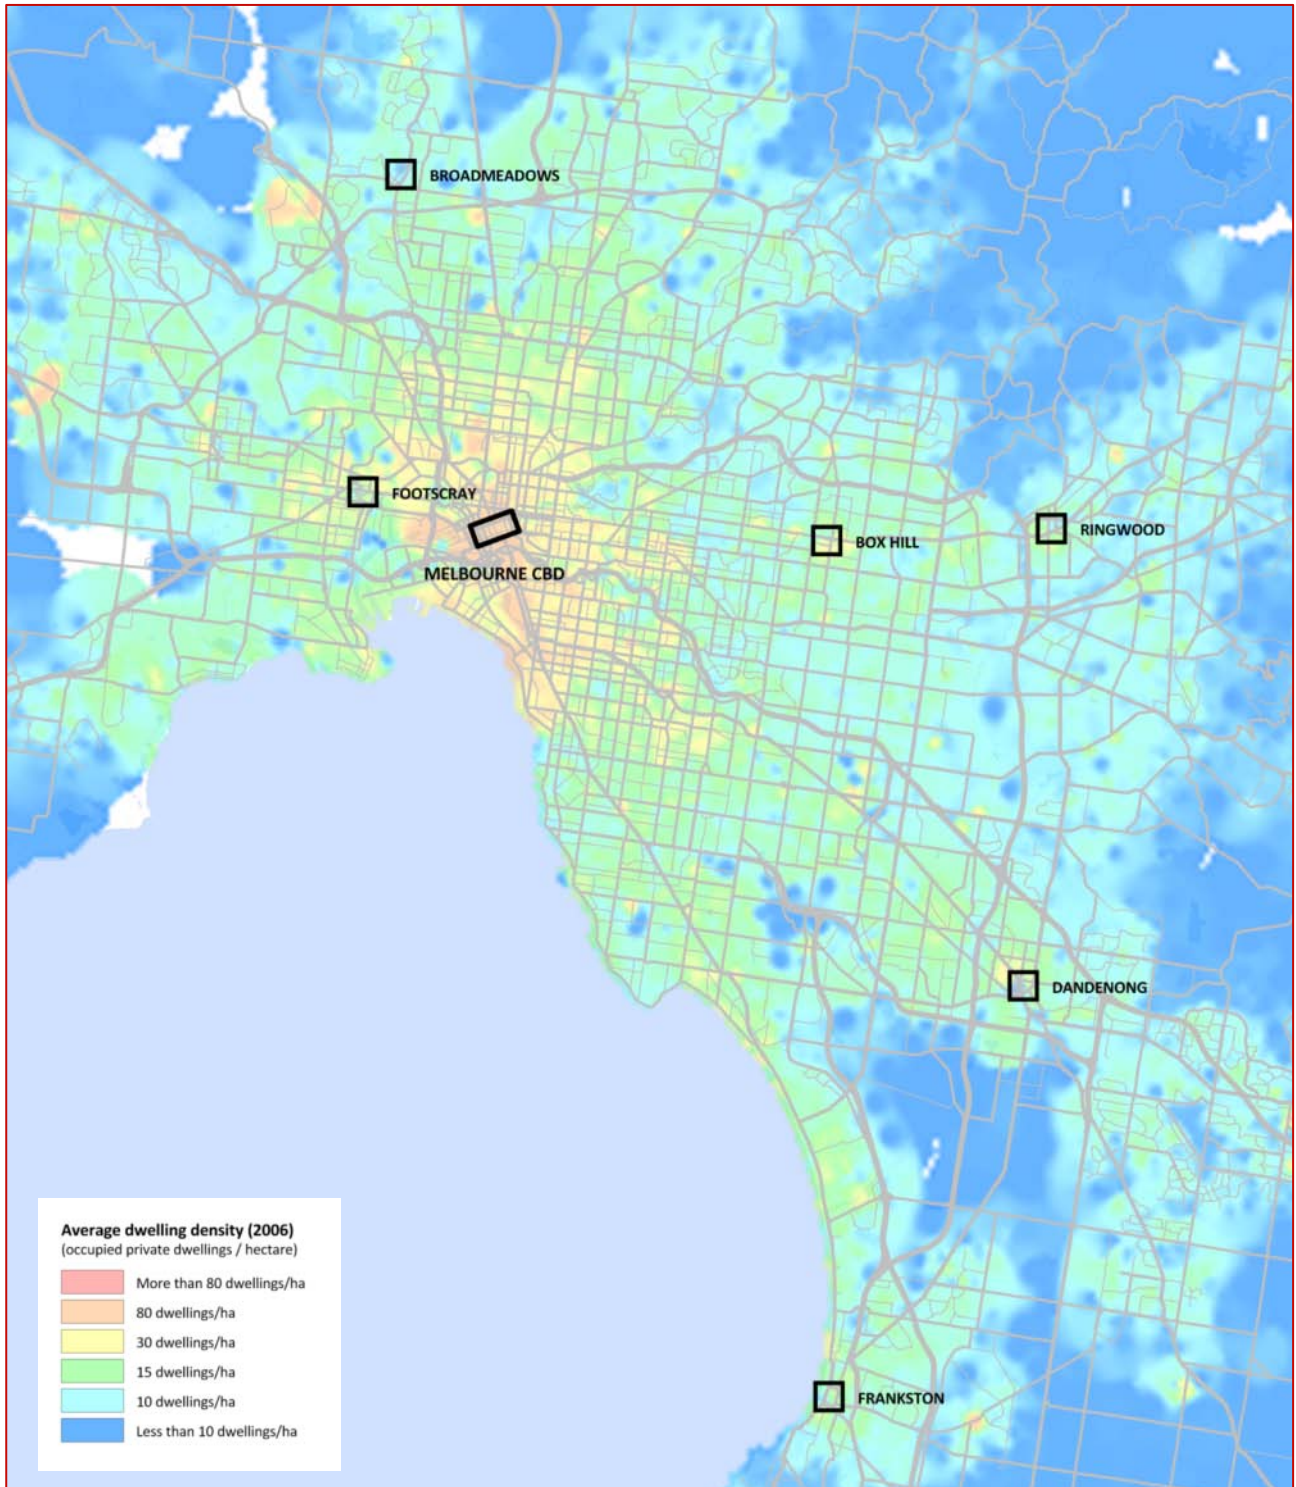 BROADMEADOWS
FOOTSCRAY
MELBOURNE CBD
BOX HILL
RINGWOOD
DANDENONG
FRANKSTON
Average dwelling density (2006)
(occupied private dwellings / hectare)
More than 80 dwellings/ha
80 dwellings/ha
30 dwellings/ha
15 dwellings/ha
10 dwellings/ha
Less than 10 dwellings/ha